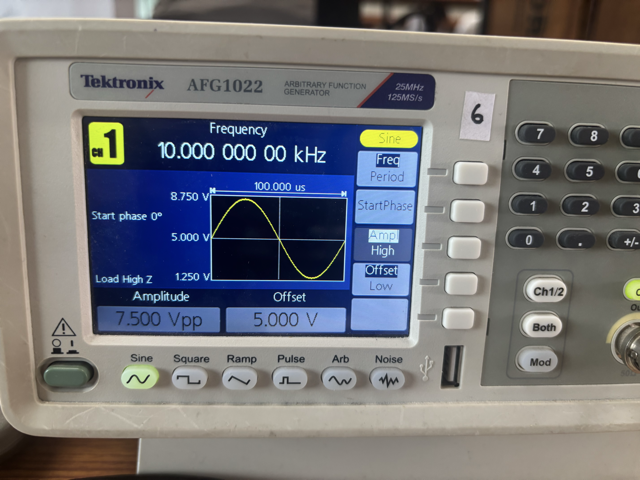 Tektronix AFG1022 ARBITRARY FUNCTION GENERATOR 25MHz 125MS/s
6
ch1 Frequency Sine
10.000 000 00 kHz
Freq
Period
100.000 us
8.750 V
StartPhase
Start phase 0°
5.000 V
Ampl
High
Load High Z 1.250 V
Offset
Low
Amplitude Offset
7.500 Vpp 5.000 V
Sine Square Ramp Pulse Arb Noise
7 8
4 5
1 2 3
0 . +/-
Ch1/2
Both
Mod